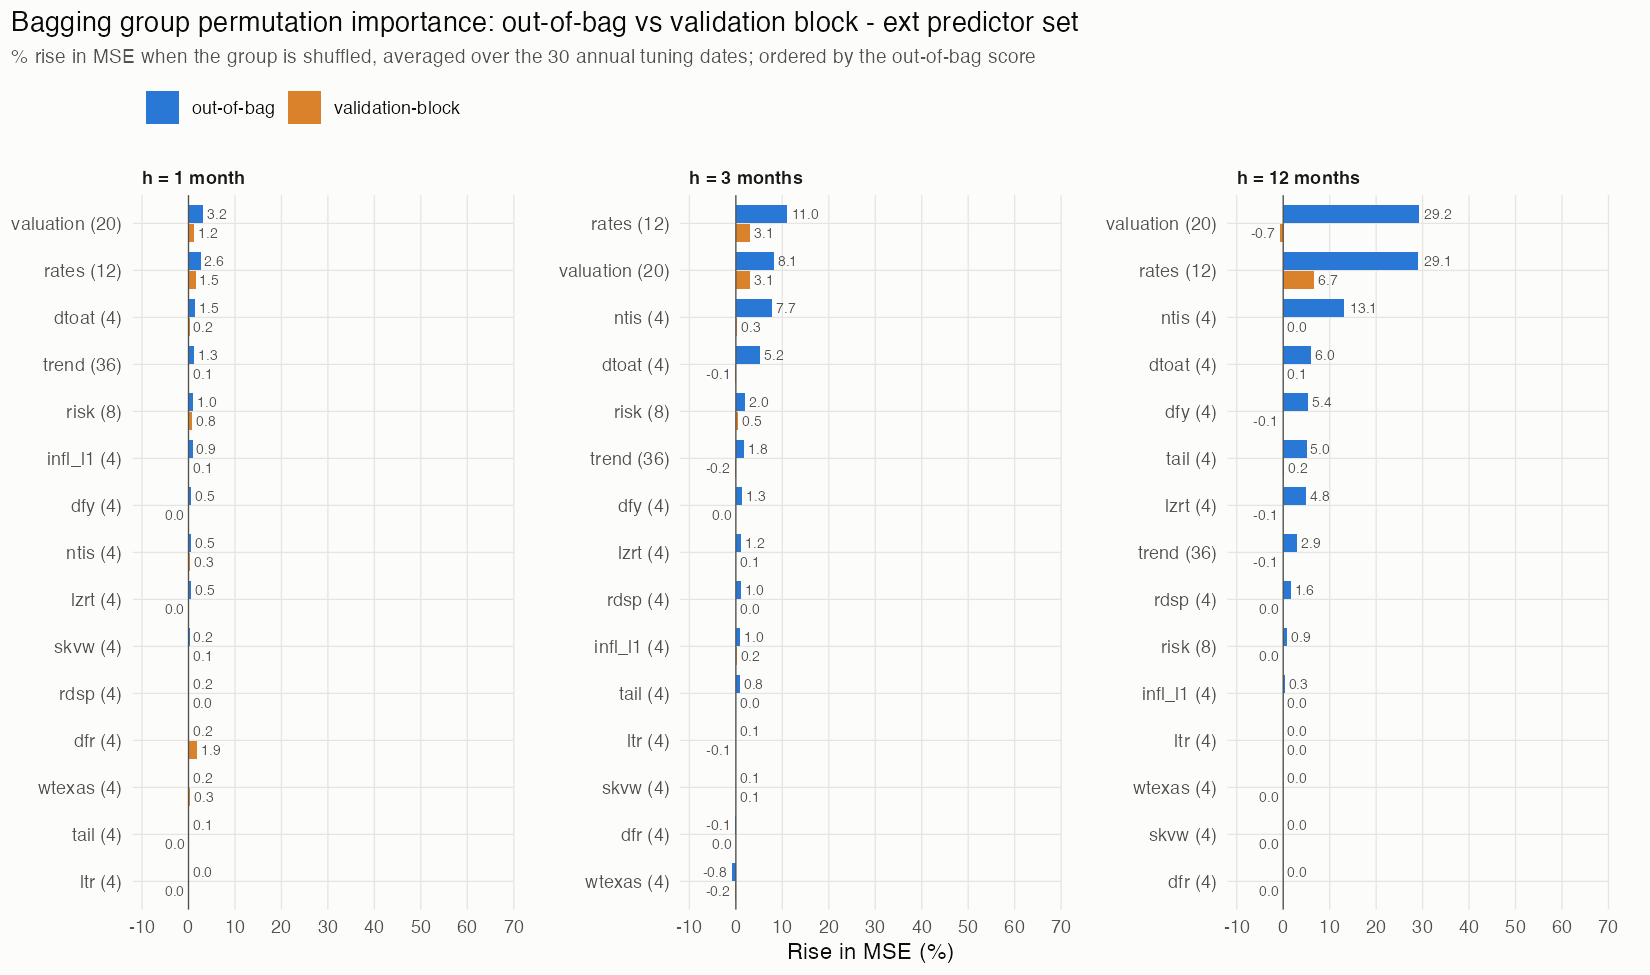 Bagging group permutation importance: out-of-bag vs validation block - ext predictor set
% rise in MSE when the group is shuffled, averaged over the 30 annual tuning dates; ordered by the out-of-bag score
out-of-bag validation-block
h = 1 month
valuation (20) 3.2
1.2
rates (12) 2.6
1.5
dtoat (4) 1.5
0.2
trend (36) 1.3
0.1
risk (8) 1.0
0.8
infl_l1 (4) 0.9
0.1
dfy (4) 0.5
0.0
ntis (4) 0.5
0.3
lzrt (4) 0.5
0.0
skvw (4) 0.2
0.1
rdsp (4) 0.2
0.0
dfr (4) 0.2
1.9
wtexas (4) 0.2
0.3
tail (4) 0.1
0.0
ltr (4) 0.0
0.0
-10 0 10 20 30 40 50 60 70
h = 3 months
rates (12) 11.0
3.1
valuation (20) 8.1
3.1
ntis (4) 7.7
0.3
dtoat (4) 5.2
-0.1
risk (8) 2.0
0.5
trend (36) 1.8
-0.2
dfy (4) 1.3
0.0
lzrt (4) 1.2
0.1
rdsp (4) 1.0
0.0
infl_l1 (4) 1.0
0.2
tail (4) 0.8
0.0
ltr (4) 0.1
-0.1
skvw (4) 0.1
0.1
dfr (4) -0.1
0.0
wtexas (4) -0.8
-0.2
-10 0 10 20 30 40 50 60 70
h = 12 months
valuation (20) 29.2
-0.7
rates (12) 29.1
6.7
ntis (4) 13.1
0.0
dtoat (4) 6.0
0.1
dfy (4) 5.4
-0.1
tail (4) 5.0
0.2
lzrt (4) 4.8
-0.1
trend (36) 2.9
-0.1
rdsp (4) 1.6
0.0
risk (8) 0.9
0.0
infl_l1 (4) 0.3
0.0
ltr (4) 0.0
0.0
wtexas (4) 0.0
0.0
skvw (4) 0.0
0.0
dfr (4) 0.0
0.0
-10 0 10 20 30 40 50 60 70
Rise in MSE (%)